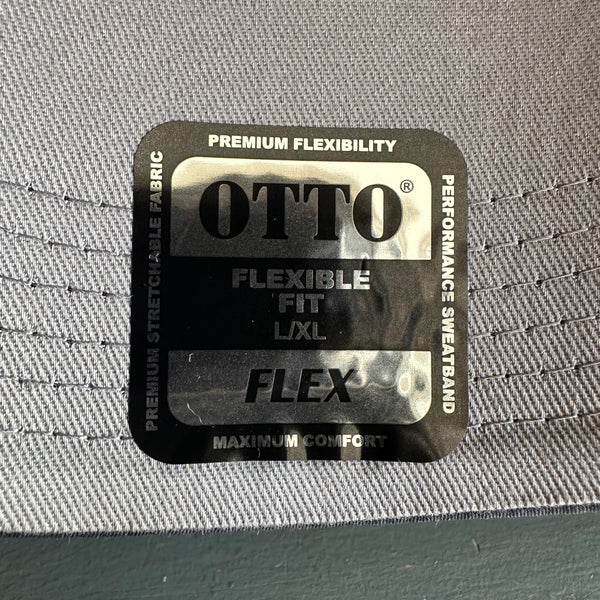 PREMIUM FLEXIBILITY
PREMIUM STRETCHABLE FABRIC
OTTO®
FLEXIBLE
FIT
L/XL
FLEX
PERFORMANCE SWEATBAND
MAXIMUM COMFORT